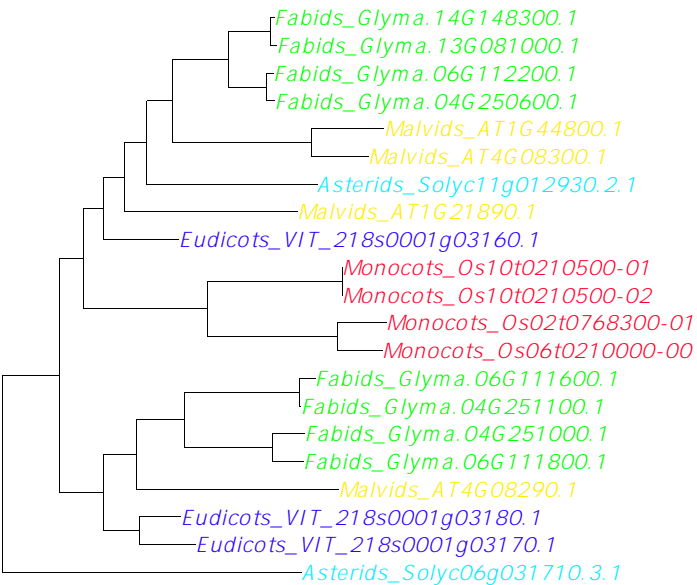 Fabids_Glyma.14G148300.1
Fabids_Glyma.13G081000.1
Fabids_Glyma.06G112200.1
Fabids_Glyma.04G250600.1
Malvids_AT1G44800.1
Malvids_AT4G08300.1
Asterids_Solyc11g012930.2.1
Malvids_AT1G21890.1
Eudicots_VIT_218s0001g03160.1
Monocots_Os10t0210500-01
Monocots_Os10t0210500-02
Monocots_Os02t0768300-01
Monocots_Os06t0210000-00
Fabids_Glyma.06G111600.1
Fabids_Glyma.04G251100.1
Fabids_Glyma.04G251000.1
Fabids_Glyma.06G111800.1
Malvids_AT4G08290.1
Eudicots_VIT_218s0001g03180.1
Eudicots_VIT_218s0001g03170.1
Asterids_Solyc06g031710.3.1